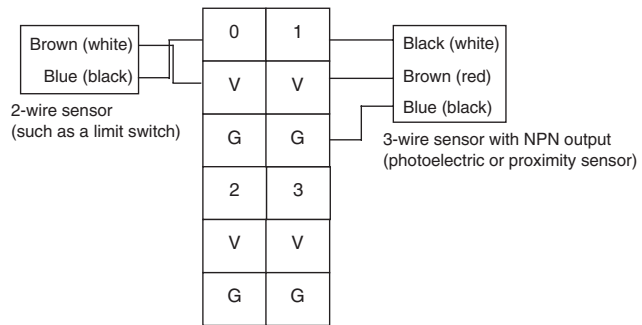 Brown (white)
Blue (black)
2-wire sensor
(such as a limit switch)
0 1
V V
G G
2 3
V V
G G
Black (white)
Brown (red)
Blue (black)
3-wire sensor with NPN output
(photoelectric or proximity sensor)